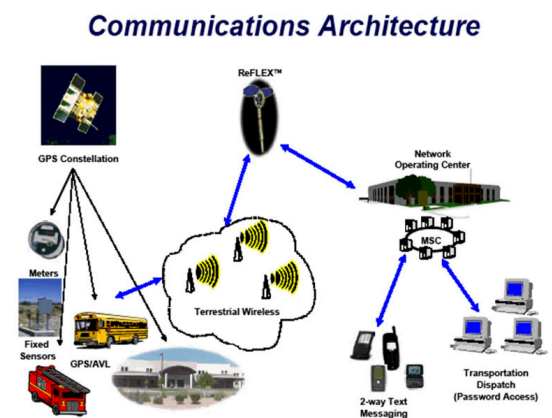 Communications Architecture
ReFLEX™
GPS Constellation
Network
Operating Center
MSC
Meters
Terrestrial Wireless
Fixed
Sensors
GPS/AVL
2-way Text
Messaging
Transportation
Dispatch
(Password Access)